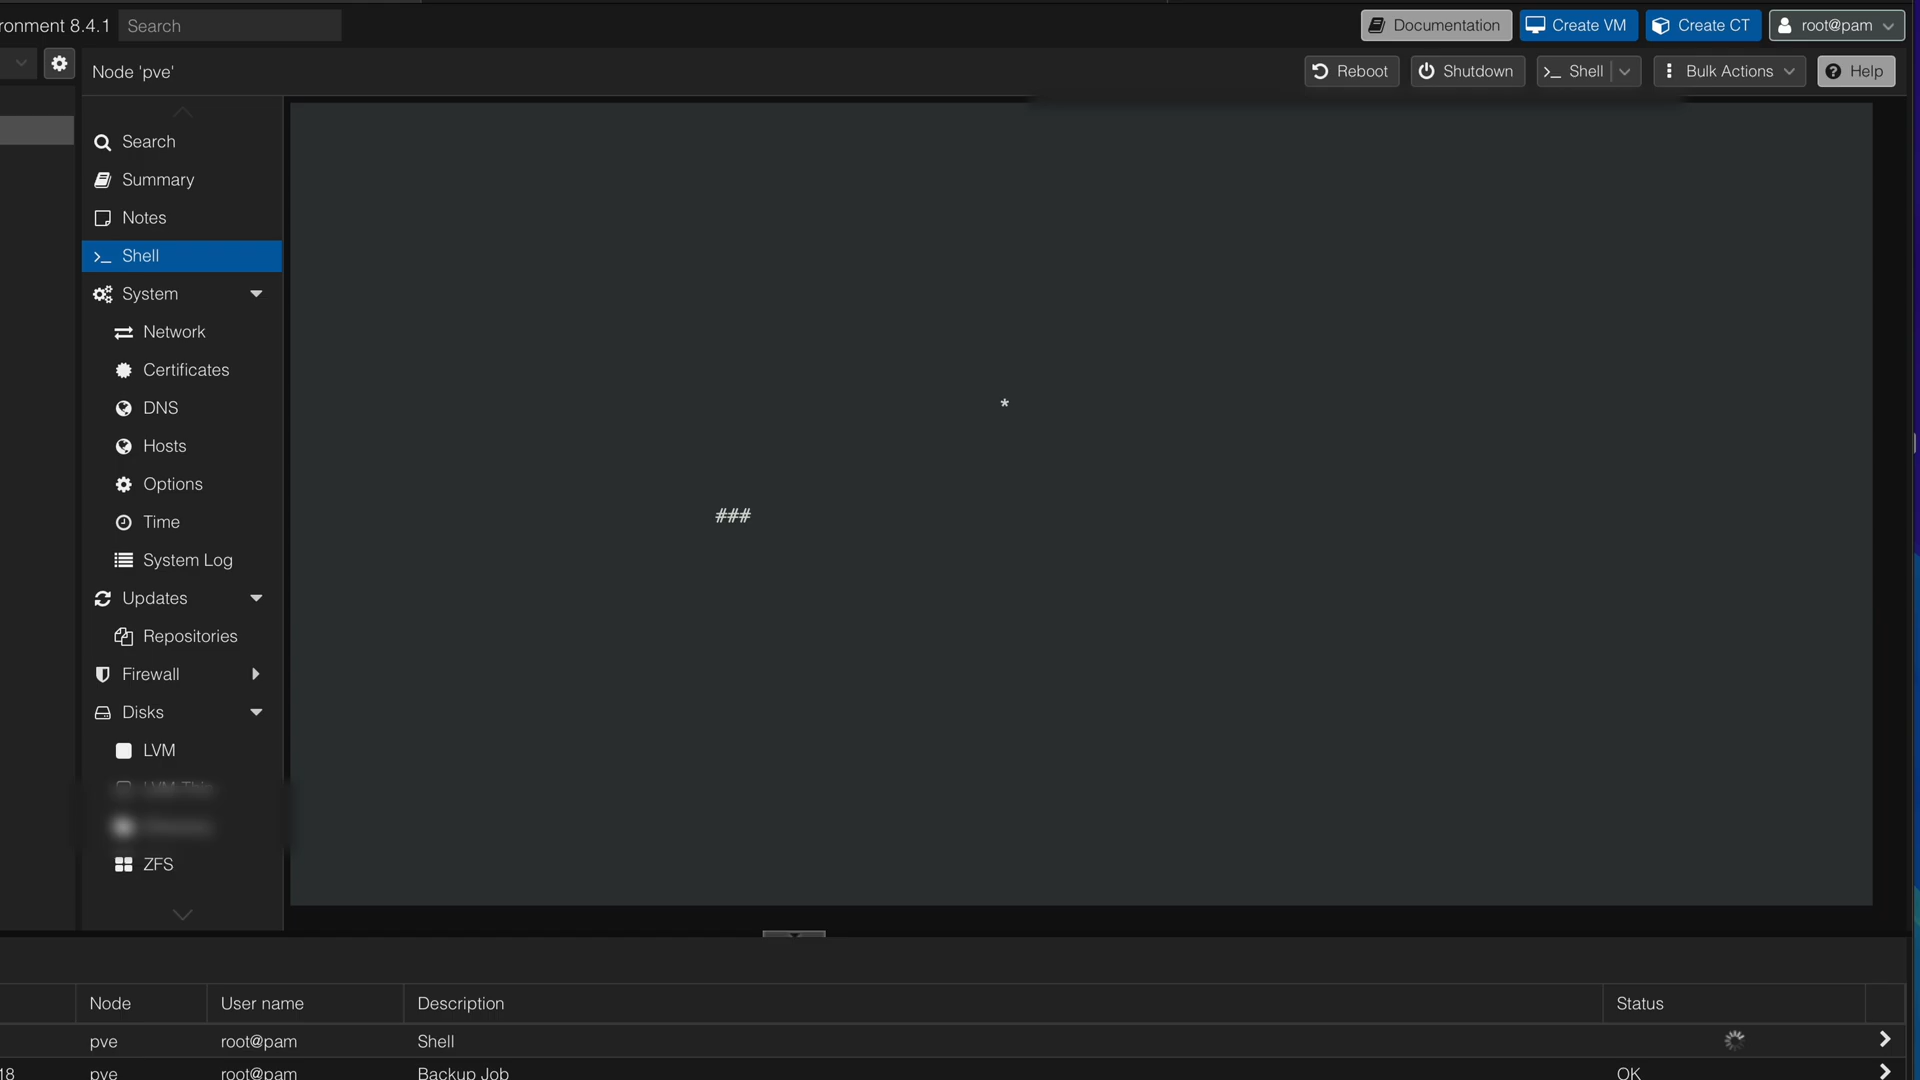 ronment 8.4.1
Search
Documentation
Create VM
Create CT
root@pam
Node 'pve'
Reboot
Shutdown
>_ Shell
Bulk Actions
Help
Search
Summary
Notes
>_ Shell
System
Network
Certificates
DNS
Hosts
Options
Time
System Log
Updates
Repositories
Firewall
Disks
LVM
ZFS
*
###
Node User name Description Status
pve root@pam Shell
18 pve root@pam Backup Job OK